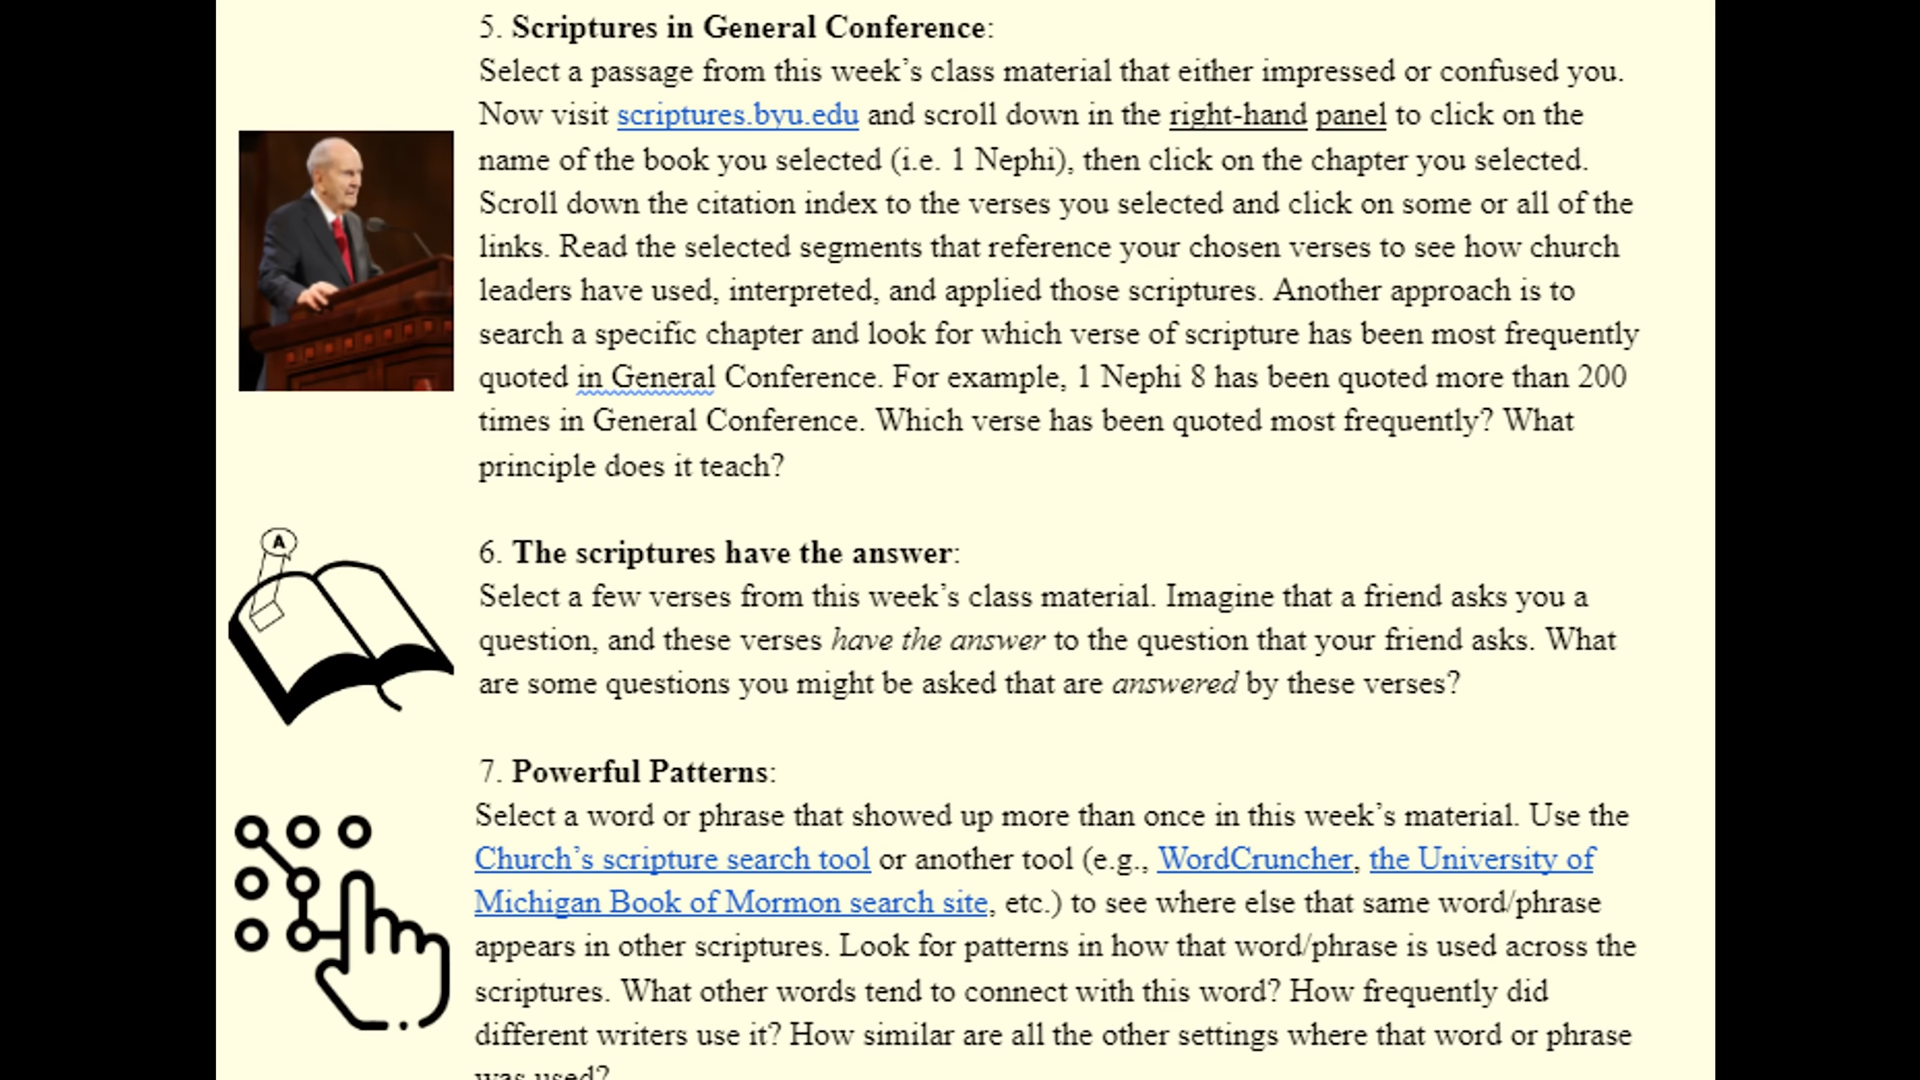 5. Scriptures in General Conference:
Select a passage from this week’s class material that either impressed or confused you.
Now visit scriptures.byu.edu and scroll down in the right-hand panel to click on the
name of the book you selected (i.e. 1 Nephi), then click on the chapter you selected.
Scroll down the citation index to the verses you selected and click on some or all of the
links. Read the selected segments that reference your chosen verses to see how church
leaders have used, interpreted, and applied those scriptures. Another approach is to
search a specific chapter and look for which verse of scripture has been most frequently
quoted in General Conference. For example, 1 Nephi 8 has been quoted more than 200
times in General Conference. Which verse has been quoted most frequently? What
principle does it teach?
A
6. The scriptures have the answer:
Select a few verses from this week’s class material. Imagine that a friend asks you a
question, and these verses have the answer to the question that your friend asks. What
are some questions you might be asked that are answered by these verses?
7. Powerful Patterns:
Select a word or phrase that showed up more than once in this week’s material. Use the
Church’s scripture search tool or another tool (e.g., WordCruncher, the University of
Michigan Book of Mormon search site, etc.) to see where else that same word/phrase
appears in other scriptures. Look for patterns in how that word/phrase is used across the
scriptures. What other words tend to connect with this word? How frequently did
different writers use it? How similar are all the other settings where that word or phrase
was used?